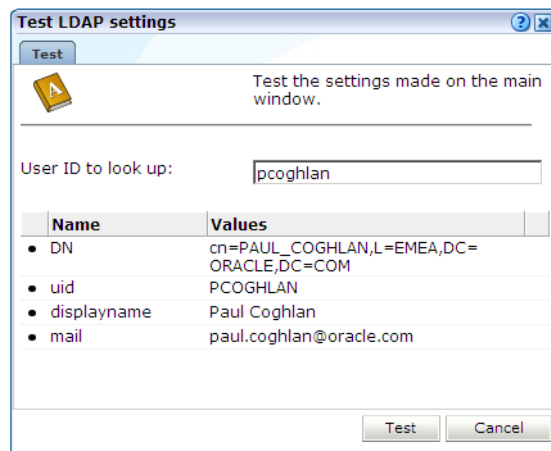 Test LDAP settings
Test
Test the settings made on the main
window.
User ID to look up:
pcoghlan
Name Values
• DN cn=PAUL_COGHLAN,L=EMEA,DC=
ORACLE,DC=COM
• uid PCOGHLAN
• displayname Paul Coghlan
• mail paul.coghlan@oracle.com
Test Cancel